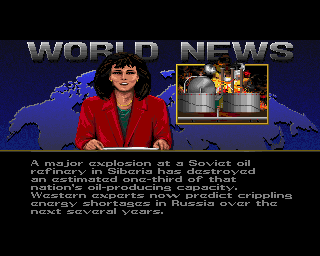 WORLD NEWS
A major explosion at a Soviet oil
refinery in Siberia has destroyed
an estimated one-third of that
nation's oil-producing capacity.
Western experts now predict crippling
energy shortages in Russia over the
next several years.